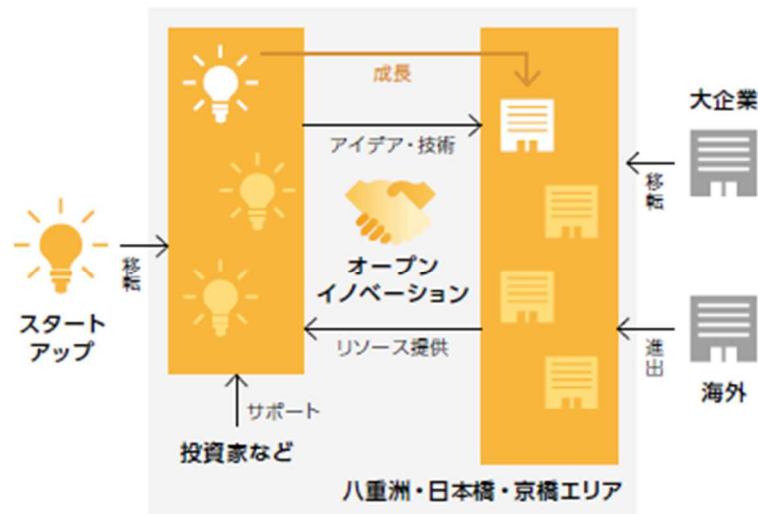 成長
大企業
アイデア・技術
移転
移転
オープン
イノベーション
スタート
アップ
リソース提供
進出
海外
サポート
投資家など
八重洲・日本橋・京橋エリア